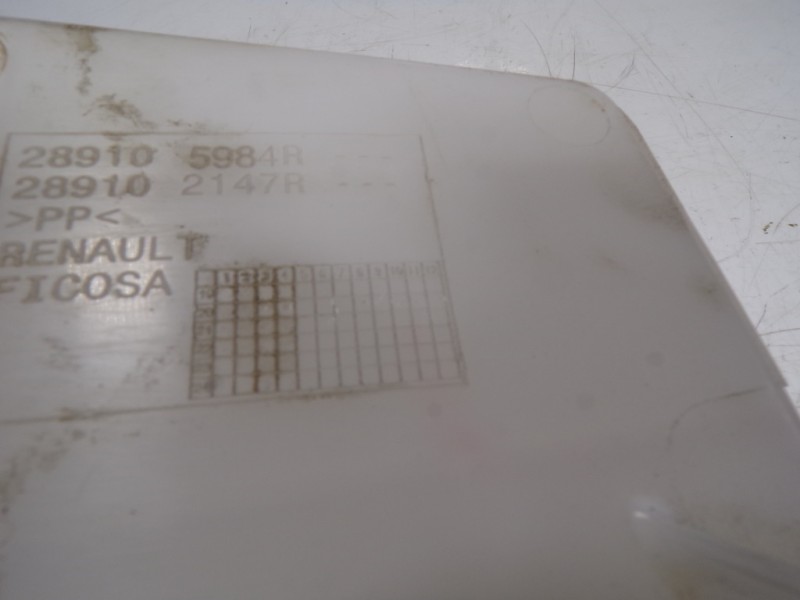 28910 5984R ---
28910 2147R ---
>PP<
RENAULT
FICOSA